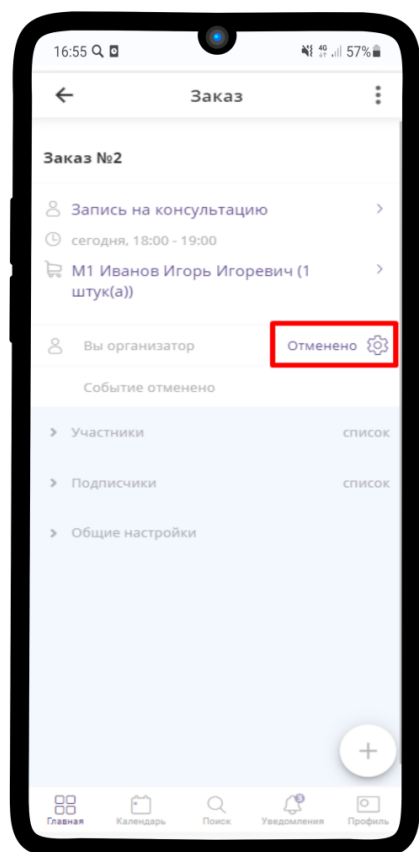 16:55 4G 57%
Заказ
Заказ №2
Запись на консультацию
сегодня, 18:00 - 19:00
М1 Иванов Игорь Игоревич (1
штук(а))
Вы организатор Отменено
Событие отменено
Участники список
Подписчики список
Общие настройки
Главная Календарь Поиск Уведомления Профиль